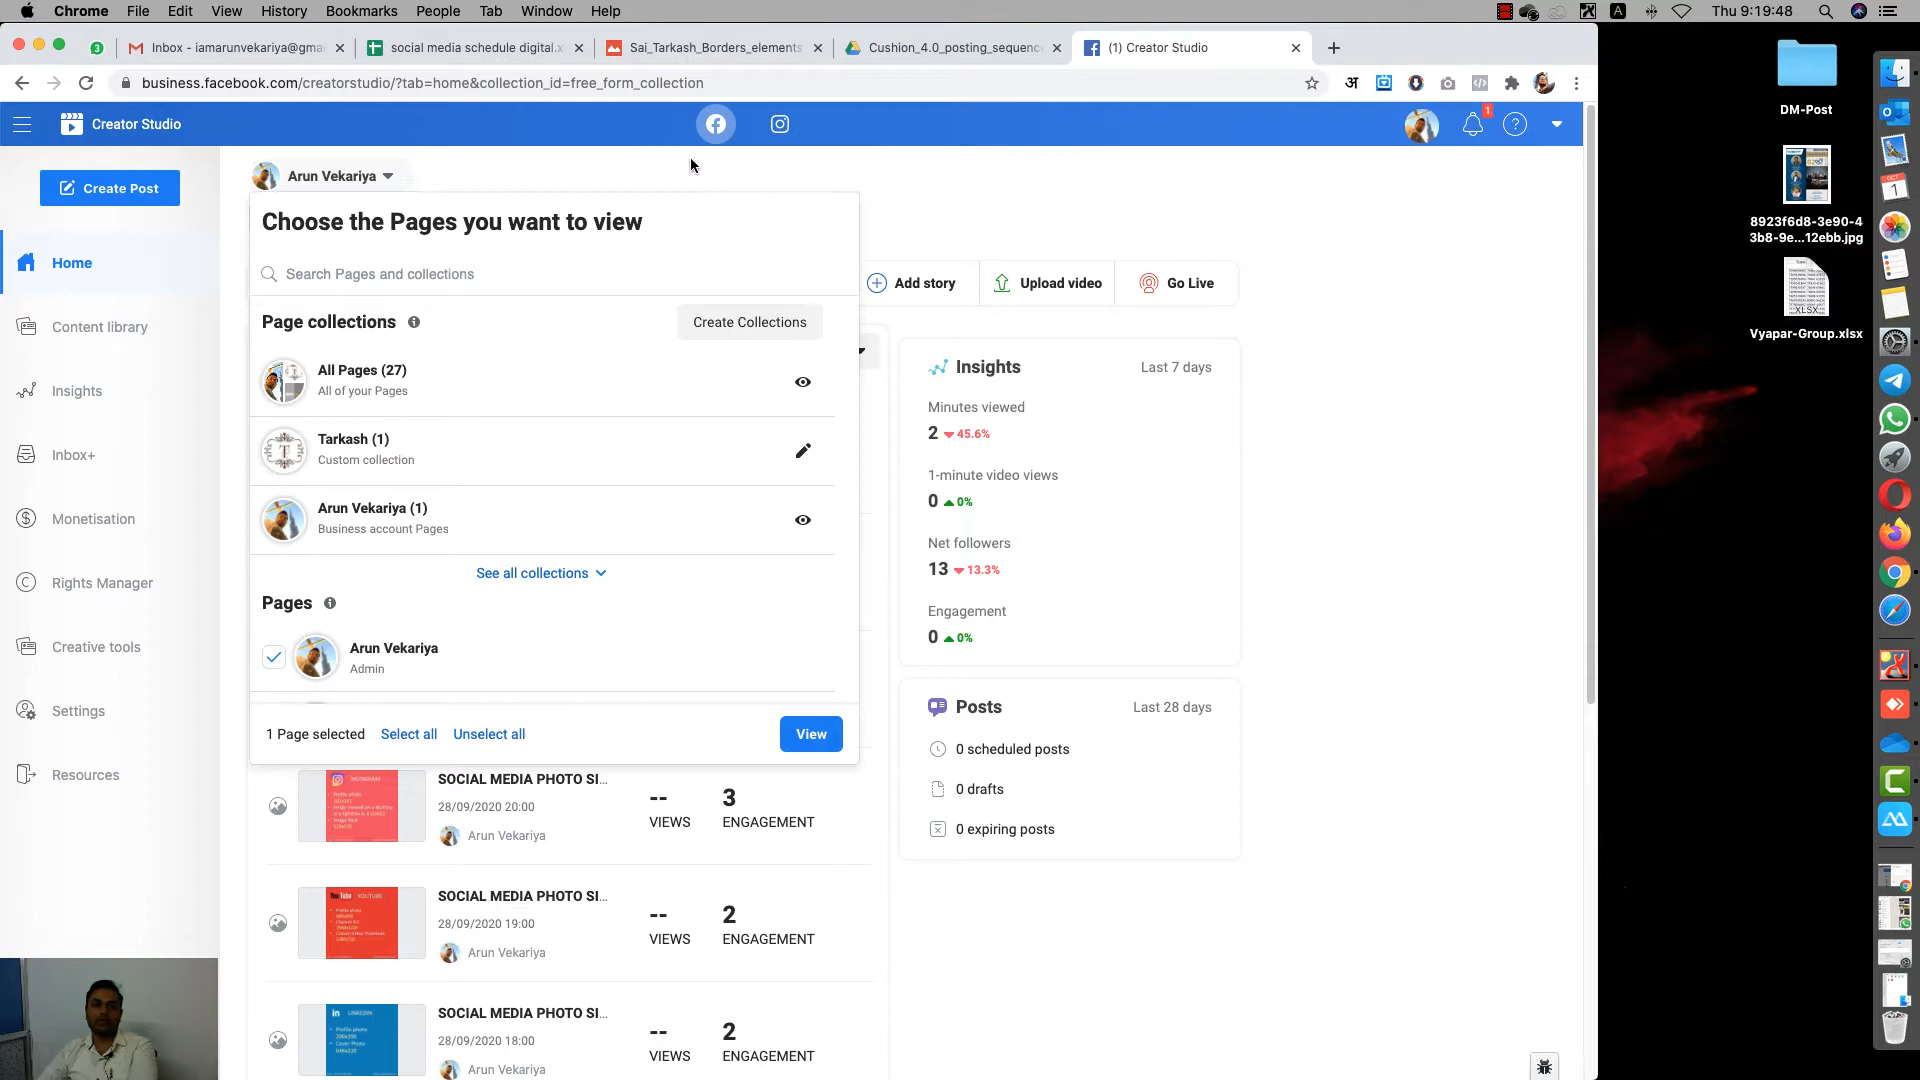 Chrome File Edit View History Bookmarks People Tab Window Help
A
Thu 9:19:48
3
Inbox - iamarunvekariya@gma
social media schedule digital.x
Sai_Tarkash_Borders_elements
Cushion_4.0_posting_sequenc
(1) Creator Studio
business.facebook.com/creatorstudio/?tab=home&collection_id=free_form_collection
अ
Creator Studio
1
Create Post
Home
Content library
Insights
Inbox+
Monetisation
Rights Manager
Creative tools
Settings
Resources
Arun Vekariya
Choose the Pages you want to view
Search Pages and collections
Page collections
Create Collections
All Pages (27)
All of your Pages
Tarkash (1)
Custom collection
Arun Vekariya (1)
Business account Pages
See all collections
Pages
Arun Vekariya
Admin
1 Page selected Select all Unselect all
View
Add story
Upload video
Go Live
Insights
Last 7 days
Minutes viewed
2 45.6%
1-minute video views
0 0%
Net followers
13 13.3%
Engagement
0 0%
Posts
Last 28 days
0 scheduled posts
0 drafts
0 expiring posts
INSTAGRAM
SOCIAL MEDIA PHOTO SI...
28/09/2020 20:00
Arun Vekariya
--
VIEWS
3
ENGAGEMENT
YOUTUBE
SOCIAL MEDIA PHOTO SI...
28/09/2020 19:00
Arun Vekariya
--
VIEWS
2
ENGAGEMENT
in LINKEDIN
SOCIAL MEDIA PHOTO SI...
28/09/2020 18:00
Arun Vekariya
--
VIEWS
2
ENGAGEMENT
DM-Post
8923f6d8-3e90-4
3b8-9e...12ebb.jpg
XLSX
Vyapar-Group.xlsx
OCT
1